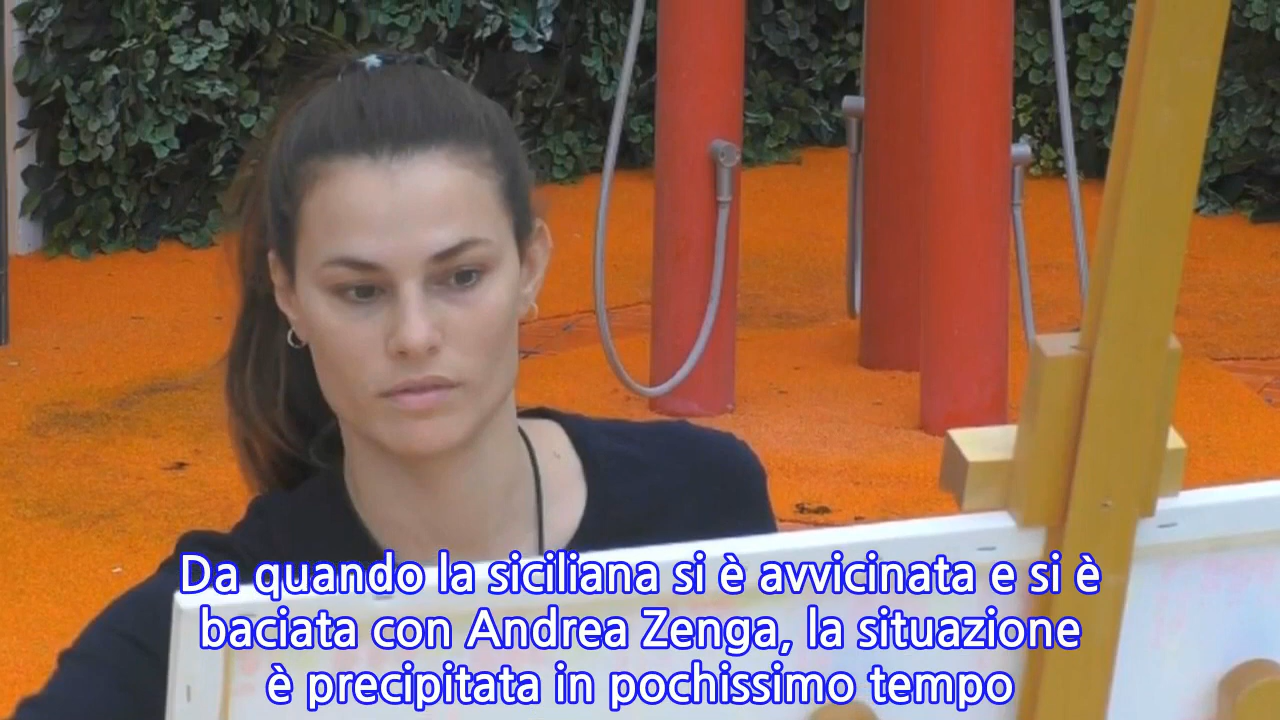 Da quando la siciliana si è avvicinata e si è
baciata con Andrea Zenga, la situazione
è precipitata in pochissimo tempo